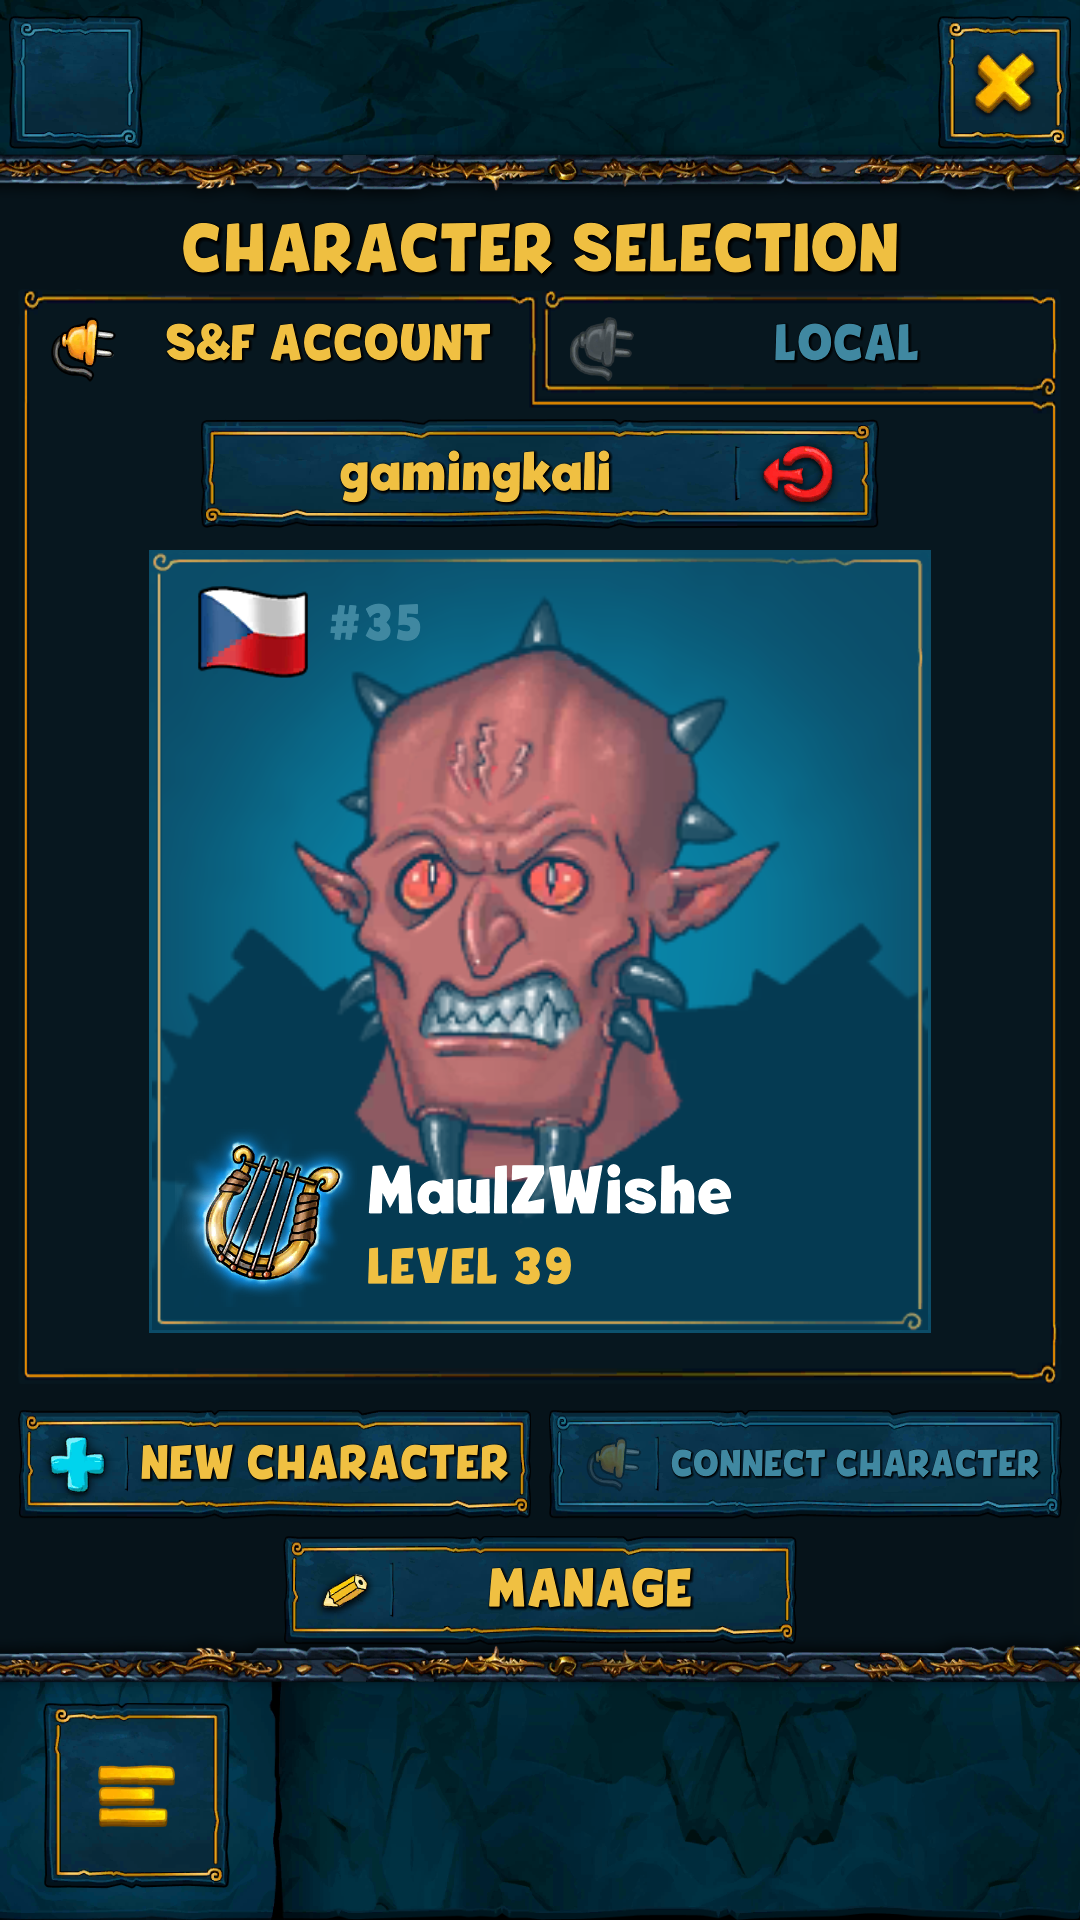 CHARACTER SELECTION
S&F ACCOUNT
LOCAL
gamingkali
#35
MaulZWishe
LEVEL 39
NEW CHARACTER
CONNECT CHARACTER
MANAGE